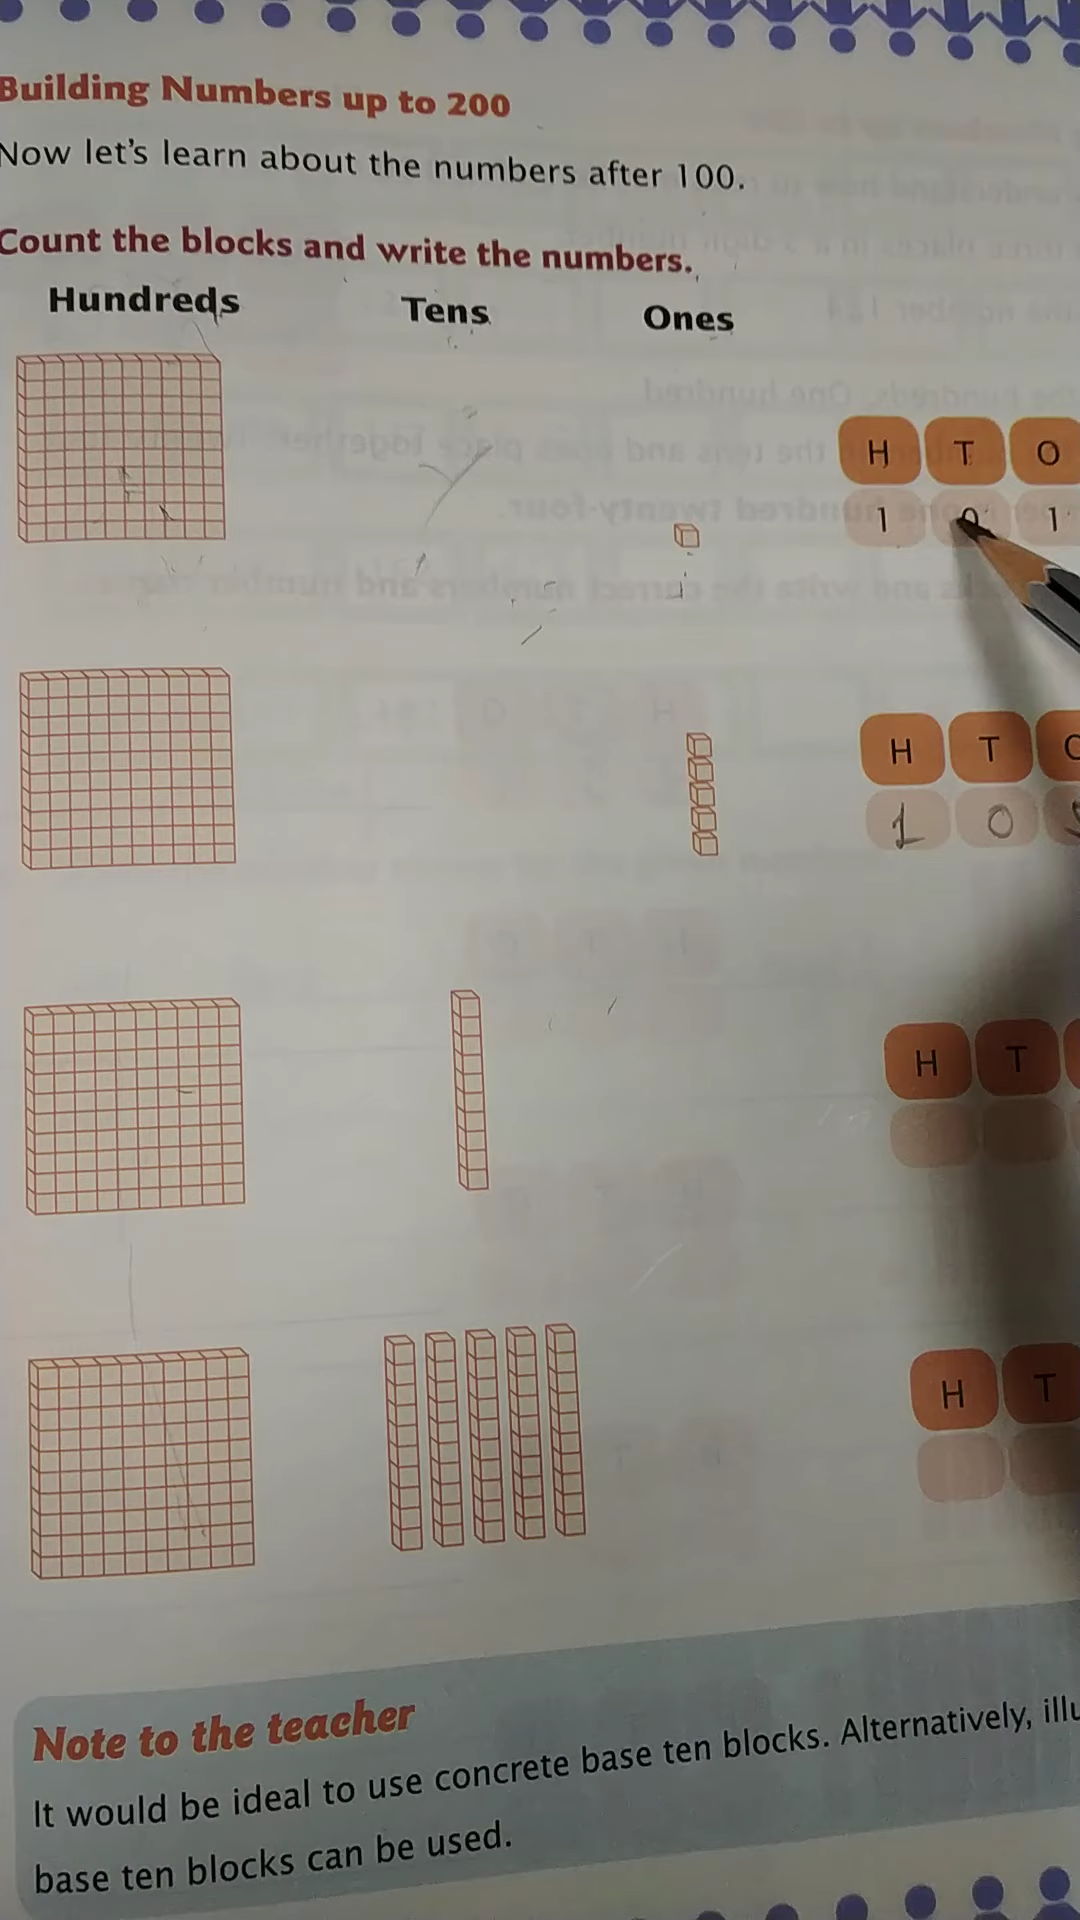 Building Numbers up to 200
Now let's learn about the numbers after 100.
Count the blocks and write the numbers.
Hundreds Tens Ones
H T O
1 0 1
H T O
1 0 5
H T
H T
Note to the teacher
It would be ideal to use concrete base ten blocks. Alternatively,
base ten blocks can be used.